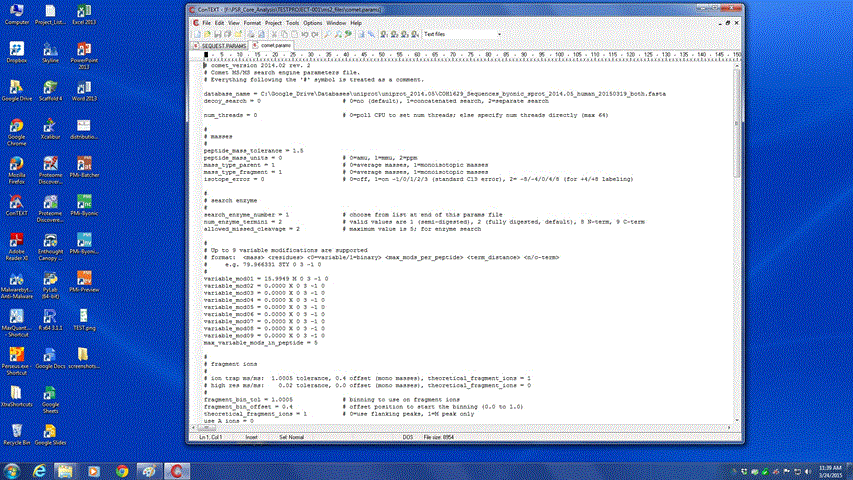 Computer
Project_Lis...
Excel 2013
Dropbox
Skyline
PowerPoint 2013
Google Drive
Scaffold 4
Word 2013
Google Chrome
Xcalibur
distribution...
Mozilla Firefox
Proteome Discover...
PMi-Batcher
ConTEXT
Proteome Discover...
PMi-Byonic
Adobe Reader XI
Enthought Canopy ...
PMi-Byonic...
Malwarebyt... Anti-Malware
PyLab (64-bit)
PMi-Preview
MaxQuant... - Shortcut
R x64 3.1.1
TEST.png
Perseus.exe - Shortcut
Google Docs
screenshots...
XtraShortcuts
Google Sheets
Recycle Bin
Google Slides
ConTEXT - [F:\PSR_Core_Analysis\TESTPROJECT-001\ms2_files\comet.params]
File Edit View Format Project Tools Options Window Help
Text files
SEQUEST.PARAMS comet.params
# comet_version 2014.02 rev. 2
# Comet MS/MS search engine parameters file.
# Everything following the '#' symbol is treated as a comment.
database_name = C:\Google_Drive\Databases\uniprot\uniprot_2014.05\COH1629_Sequences_byonic_sprot_2014.05_human_20150319_both.fasta
decoy_search = 0 # 0=no (default), 1=concatenated search, 2=separate search
num_threads = 0 # 0=poll CPU to set num threads; else specify num threads directly (max 64)
#
# masses
#
peptide_mass_tolerance = 1.5
peptide_mass_units = 0 # 0=amu, 1=mmu, 2=ppm
mass_type_parent = 1 # 0=average masses, 1=monoisotopic masses
mass_type_fragment = 1 # 0=average masses, 1=monoisotopic masses
isotope_error = 0 # 0=off, 1=on -1/0/1/2/3 (standard C13 error), 2= -8/-4/0/4/8 (for +4/+8 labeling)
#
# search enzyme
#
search_enzyme_number = 1 # choose from list at end of this params file
num_enzyme_termini = 2 # valid values are 1 (semi-digested), 2 (fully digested, default), 8 N-term, 9 C-term
allowed_missed_cleavage = 2 # maximum value is 5; for enzyme search
#
# Up to 9 variable modifications are supported
# format: <mass> <residues> <0=variable/1=binary> <max_mods_per_peptide> <term_distance> <n/c-term>
# e.g. 79.966331 STY 0 3 -1 0
#
variable_mod01 = 15.9949 M 0 3 -1 0
variable_mod02 = 0.0000 X 0 3 -1 0
variable_mod03 = 0.0000 X 0 3 -1 0
variable_mod04 = 0.0000 X 0 3 -1 0
variable_mod05 = 0.0000 X 0 3 -1 0
variable_mod06 = 0.0000 X 0 3 -1 0
variable_mod07 = 0.0000 X 0 3 -1 0
variable_mod08 = 0.0000 X 0 3 -1 0
variable_mod09 = 0.0000 X 0 3 -1 0
max_variable_mods_in_peptide = 5
#
# fragment ions
#
# ion trap ms/ms: 1.0005 tolerance, 0.4 offset (mono masses), theoretical_fragment_ions = 1
# high res ms/ms: 0.02 tolerance, 0.0 offset (mono masses), theoretical_fragment_ions = 0
#
fragment_bin_tol = 1.0005 # binning to use on fragment ions
fragment_bin_offset = 0.4 # offset position to start the binning (0.0 to 1.0)
theoretical_fragment_ions = 1 # 0=use flanking peaks, 1=M peak only
use_A_ions = 0
Ln 1, Col 1 Insert Sel: Normal DOS File size: 8954
11:39 AM
3/24/2015